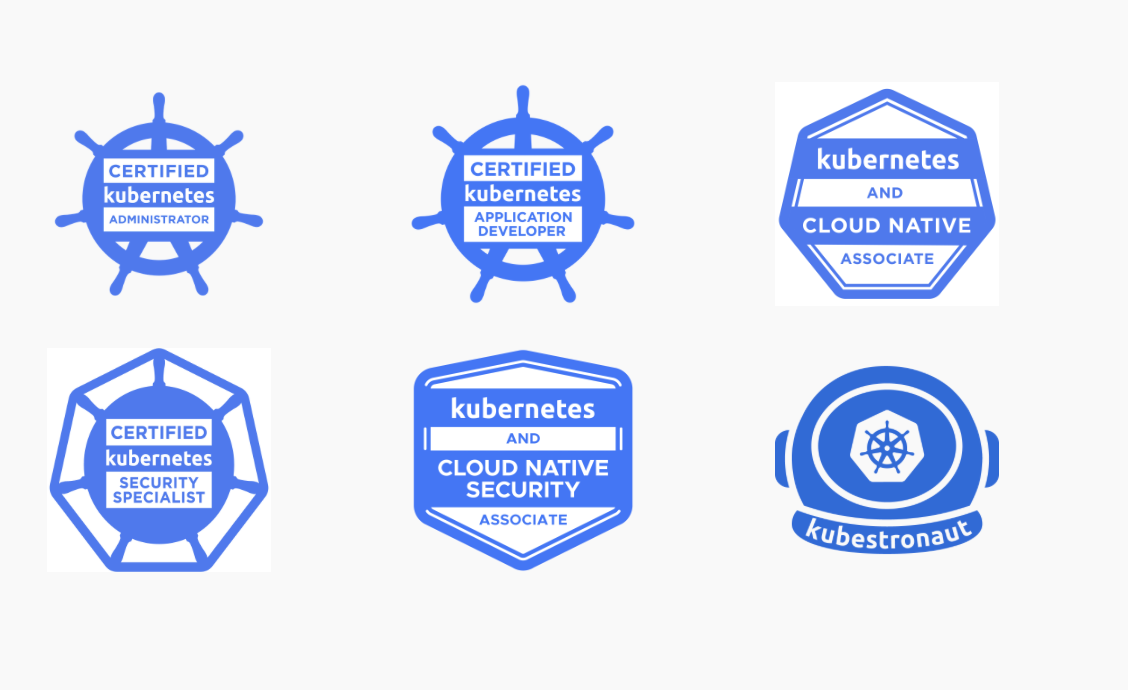 CERTIFIED
kubernetes
ADMINISTRATOR
CERTIFIED
kubernetes
APPLICATION
DEVELOPER
kubernetes
AND
CLOUD NATIVE
ASSOCIATE
CERTIFIED
kubernetes
SECURITY
SPECIALIST
kubernetes
AND
CLOUD NATIVE
SECURITY
ASSOCIATE
kubestronaut